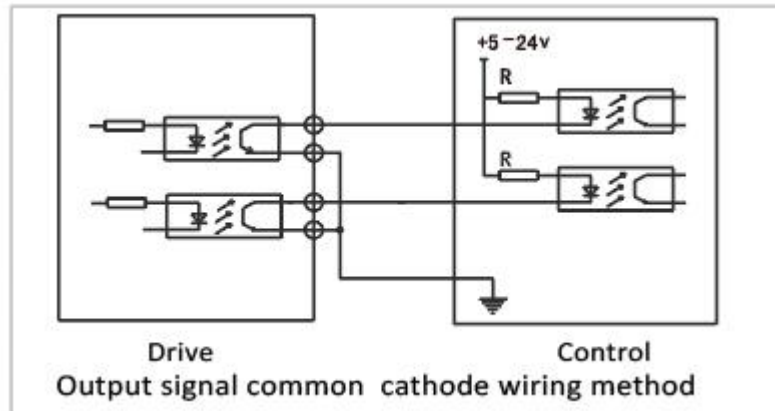 +5-24v
R
R
Drive
Control
Output signal common cathode wiring method